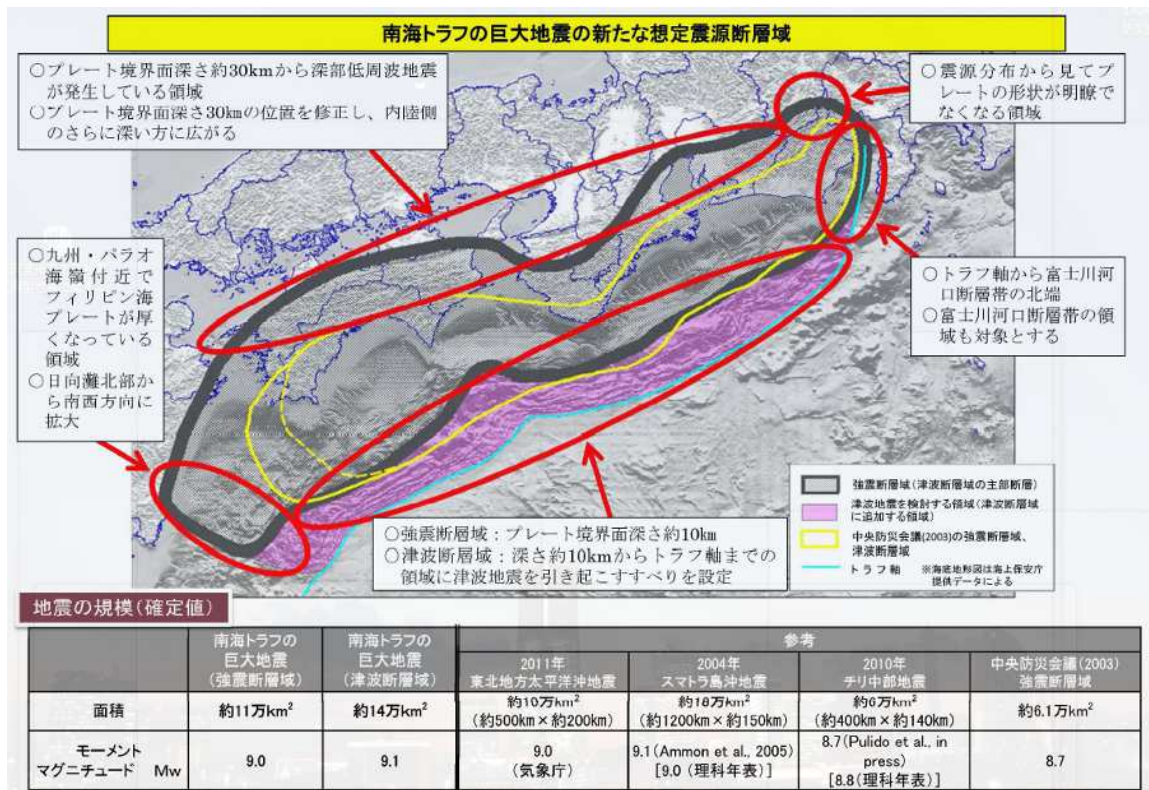 南海トラフの巨大地震の新たな想定震源断層域
○プレート境界面深さ約30kmから深部低周波地震
が発生している領域
○プレート境界面深さ30kmの位置を修正し、内陸側
のさらに深い方に広がる
○震源分布から見てプ
レートの形状が明瞭で
なくなる領域
○九州・パラオ
海嶺付近で
フィリピン海
プレートが厚
くなっている
領域
○日向灘北部か
ら南西方向に
拡大
○トラフ軸から富士川河
口断層帯の北端
○富士川河口断層帯の領
域も対象とする
○強震断層域：プレート境界面深さ約10km
○津波断層域：深さ約10kmからトラフ軸までの
領域に津波地震を引き起こすすべりを設定
強震断層域(津波断層域の主部断層)
津波地震を検討する領域(津波断層域
に追加する領域)
中央防災会議(2003)の強震断層域、
津波断層域
トラフ軸 ※海底地形図は海上保安庁
提供データによる
地震の規模(確定値)
南海トラフの
巨大地震
(強震断層域)
南海トラフの
巨大地震
(津波断層域)
参考
2011年
東北地方太平洋沖地震
2004年
スマトラ島沖地震
2010年
チリ中部地震
中央防災会議(2003)
強震断層域
面積
約11万km²
約14万km²
約10万km²
(約500km×約200km)
約18万km²
(約1200km×約150km)
約6万km²
(約400km×約140km)
約6.1万km²
モーメント
マグニチュード Mw
9.0
9.1
9.0
(気象庁)
9.1(Ammon et al., 2005)
[9.0 (理科年表)]
8.7(Pulido et al., in
press)
[8.8(理科年表)]
8.7